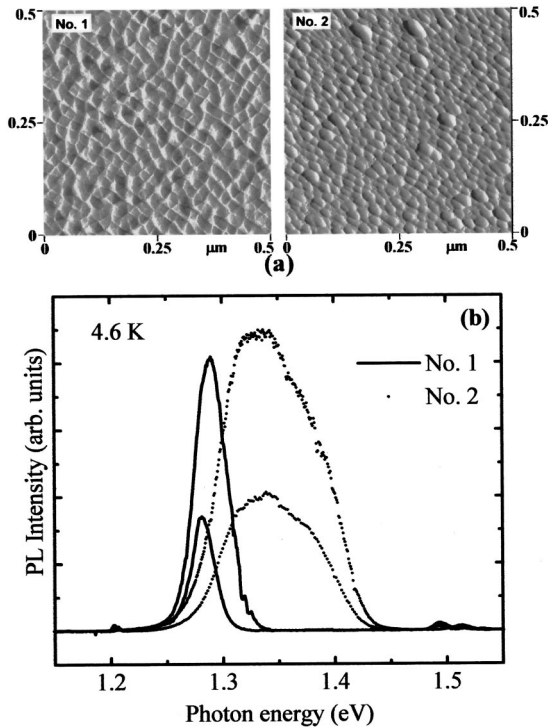 No. 1
No. 2
0.5
0.5
0.25
0.25
0
0
0 0.25 μm 0.5
0 0.25 μm 0.5
(a)
(b)
4.6 K
No. 1
No. 2
PL Intensity (arb. units)
1.2 1.3 1.4 1.5
Photon energy (eV)